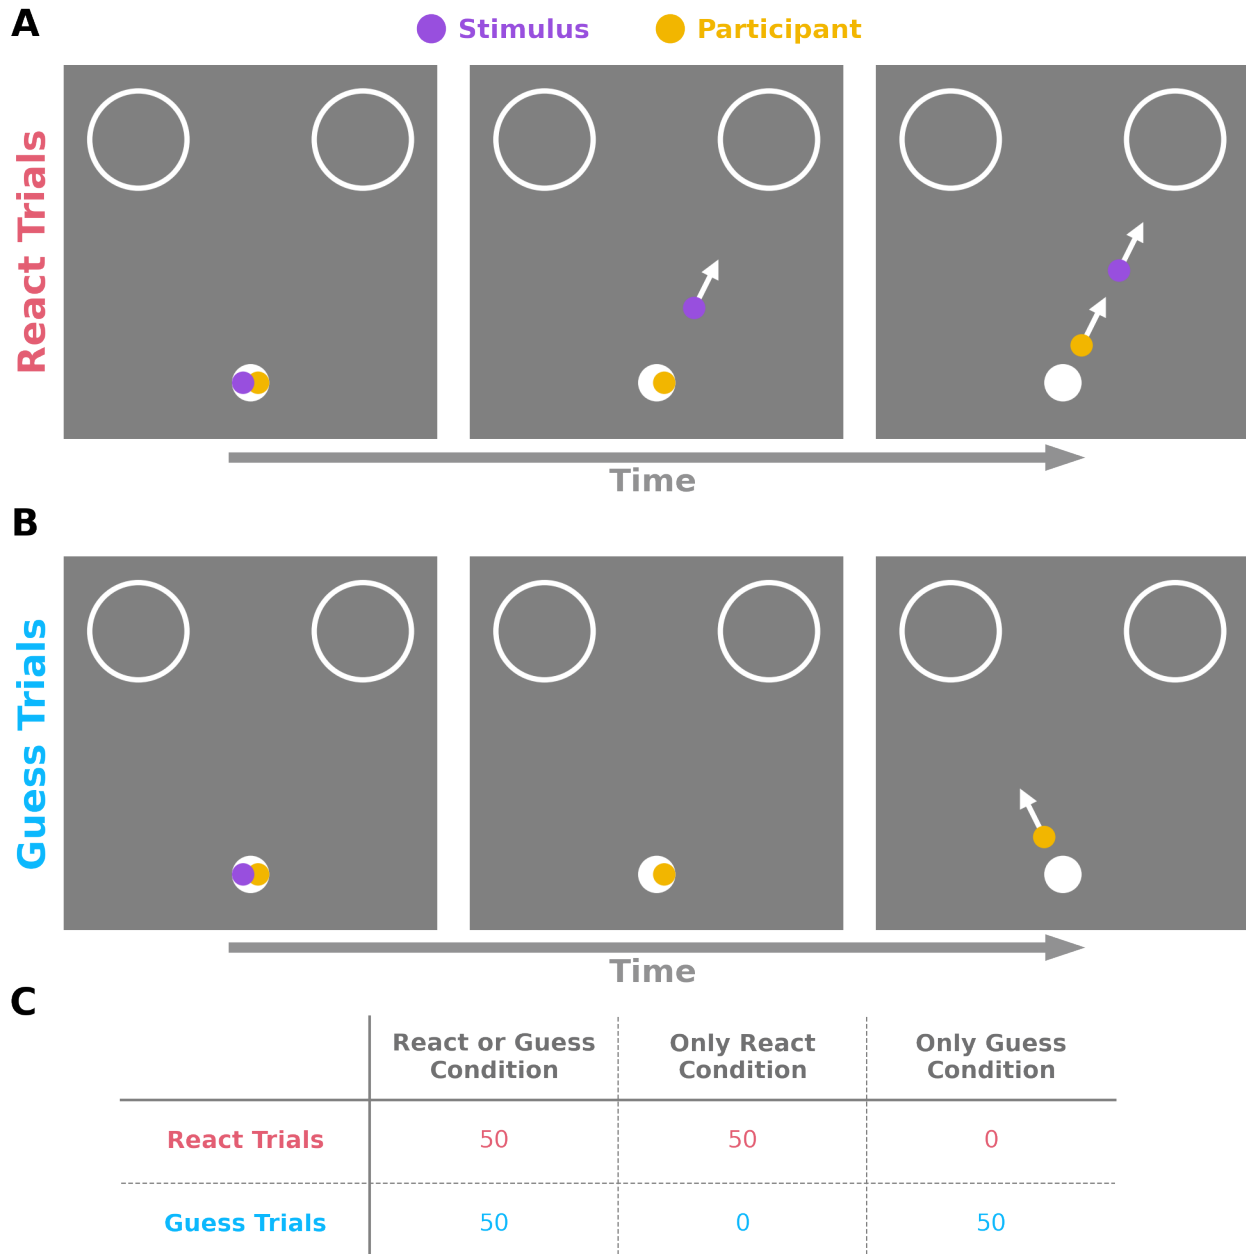 A
Stimulus Participant
React Trials
Time
B
Guess Trials
Time
C
React or Guess Condition Only React Condition Only Guess Condition
React Trials 50 50 0
Guess Trials 50 0 50